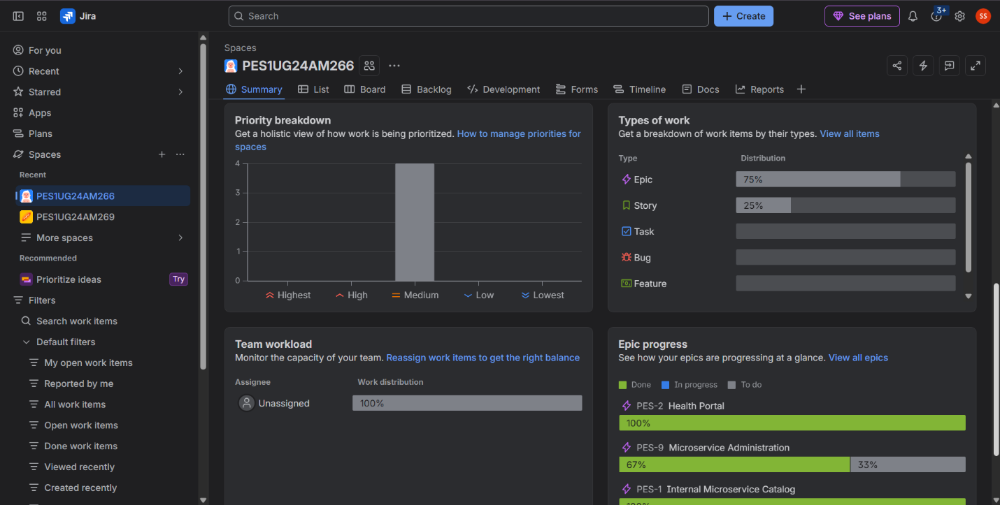 Jira
Search
Create
See plans
3+
SS
For you
Recent
Starred
Apps
Plans
Spaces
Recent
PES1UG24AM266
PES1UG24AM269
More spaces
Recommended
Prioritize ideas
Try
Filters
Search work items
Default filters
My open work items
Reported by me
All work items
Open work items
Done work items
Viewed recently
Created recently
Spaces
PES1UG24AM266
Summary List Board Backlog Development Forms Timeline Docs Reports
Priority breakdown
Get a holistic view of how work is being prioritized. How to manage priorities for
spaces
4
3
2
1
0
Highest High Medium Low Lowest
Types of work
Get a breakdown of work items by their types. View all items
Type Distribution
Epic 75%
Story 25%
Task
Bug
Feature
Team workload
Monitor the capacity of your team. Reassign work items to get the right balance
Assignee Work distribution
Unassigned 100%
Epic progress
See how your epics are progressing at a glance. View all epics
Done In progress To do
PES-2 Health Portal
100%
PES-9 Microservice Administration
67% 33%
PES-1 Internal Microservice Catalog
100%